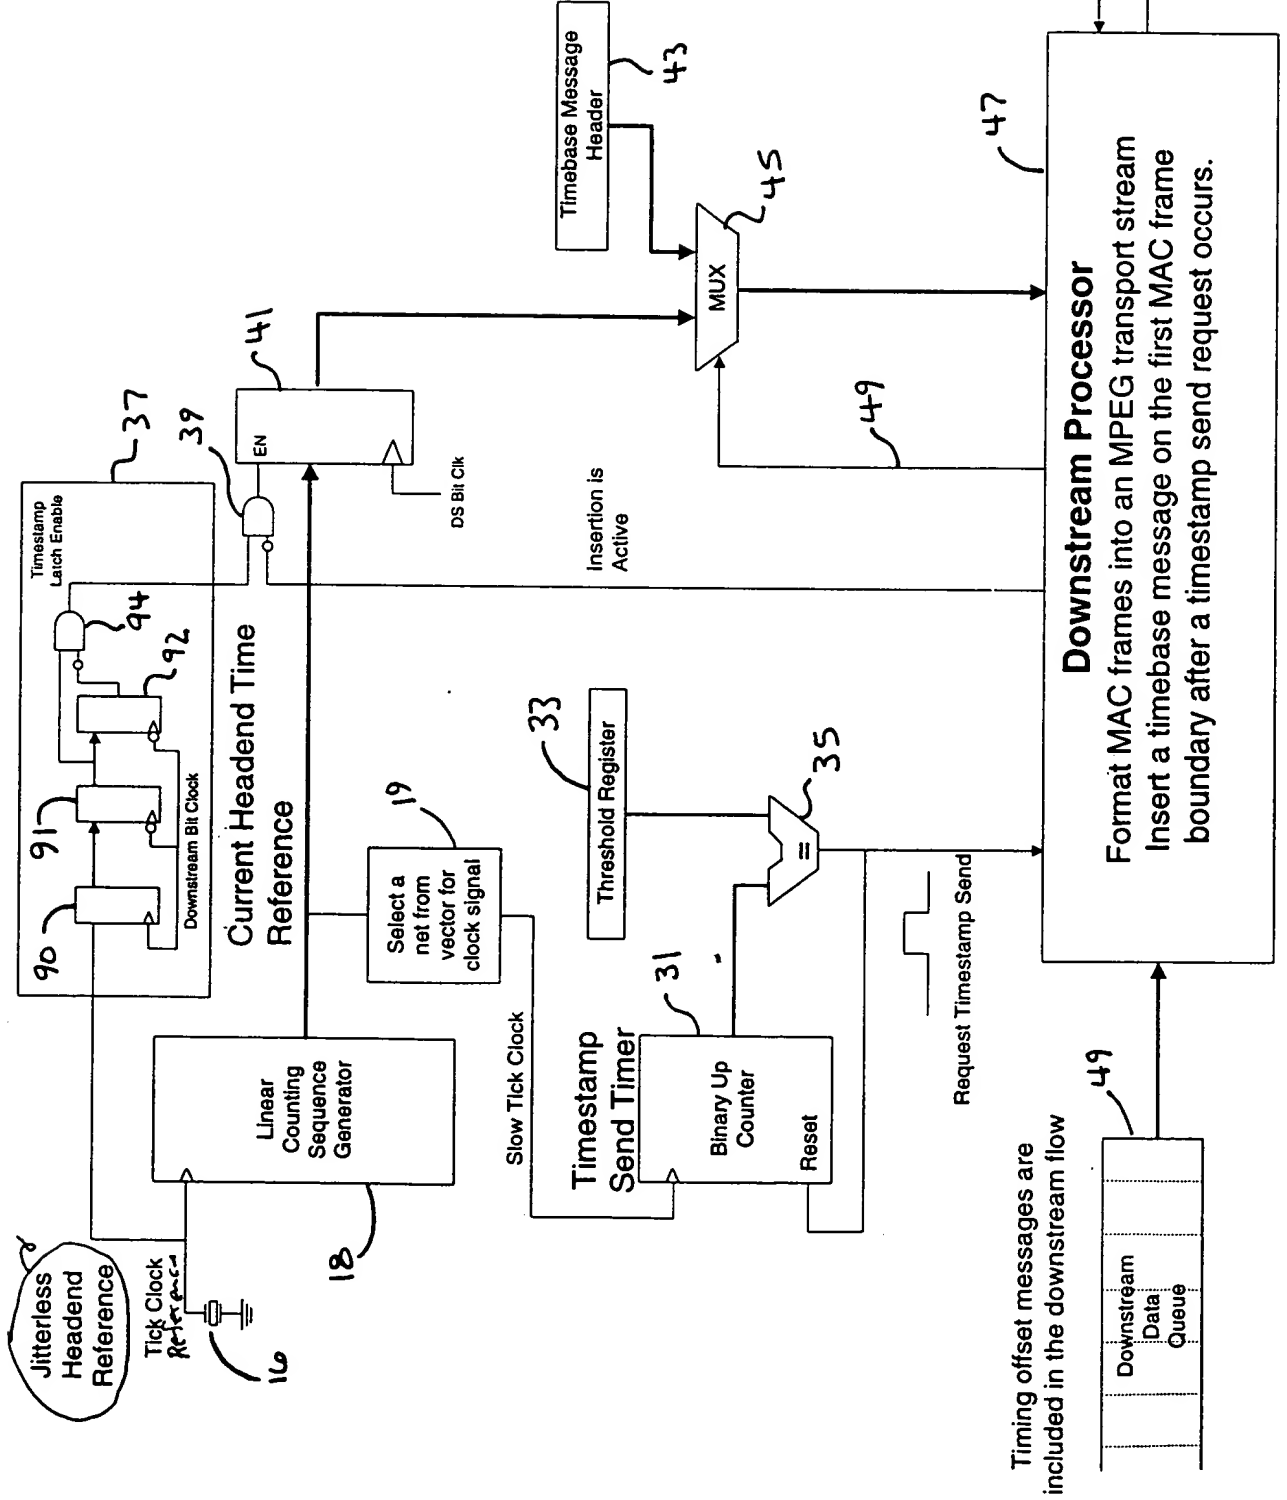 Jitterless
Headend
Reference
Tick Clock
Reference
16
18
Linear
Counting
Sequence
Generator
90
91
92
94
Downstream Bit Clock
Timestamp
Latch Enable
37
Current Headend Time
Reference
39
41
EN
DS Bit Clk
Select a
net from
vector for
clock signal
19
Slow Tick Clock
Timestamp
Send Timer
31
Binary Up
Counter
Reset
33
Threshold Register
35
=
Request Timestamp Send
Insertion is
Active
Timebase Message
Header
43
MUX
45
49
47
Downstream Processor
Format MAC frames into an MPEG transport stream
Insert a timebase message on the first MAC frame
boundary after a timestamp send request occurs.
Timing offset messages are
included in the downstream flow
49
Downstream
Data
Queue